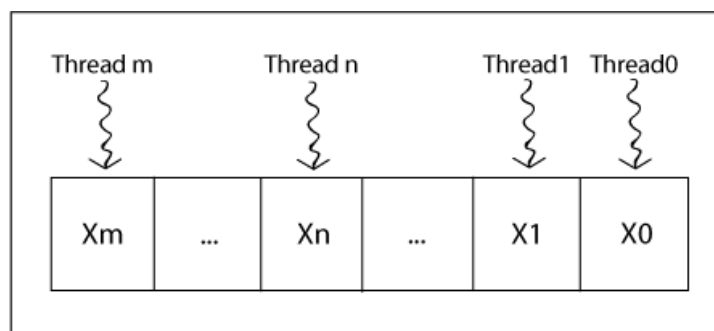 Thread m Thread n Thread1 Thread0
Xm ... Xn ... X1 X0